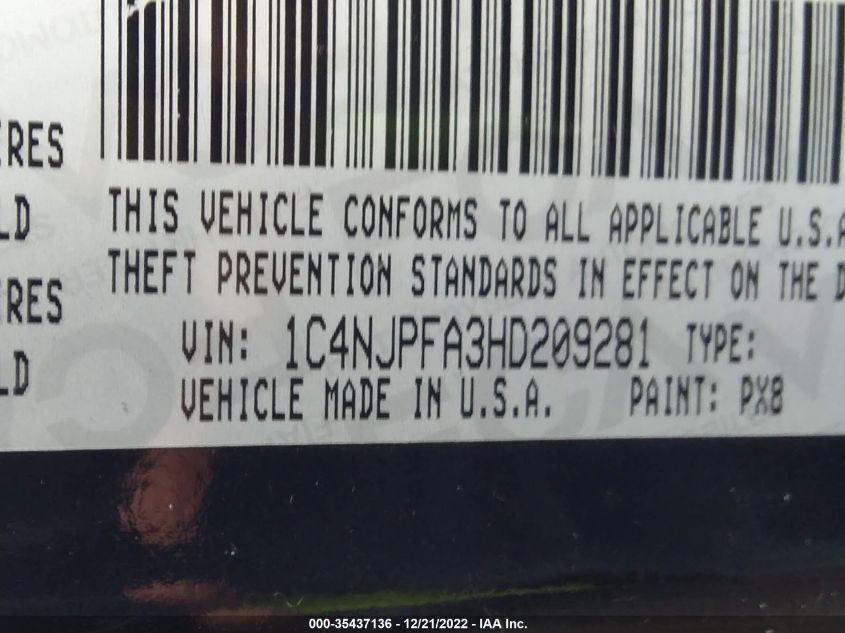 RES
LD
THIS VEHICLE CONFORMS TO ALL APPLICABLE U.S.A
THEFT PREVENTION STANDARDS IN EFFECT ON THE D
IRES
LD
VIN: 1C4NJPFA3HD209281 TYPE:
VEHICLE MADE IN U.S.A. PAINT: PX8
000-35437136 - 12/21/2022 - IAA Inc.